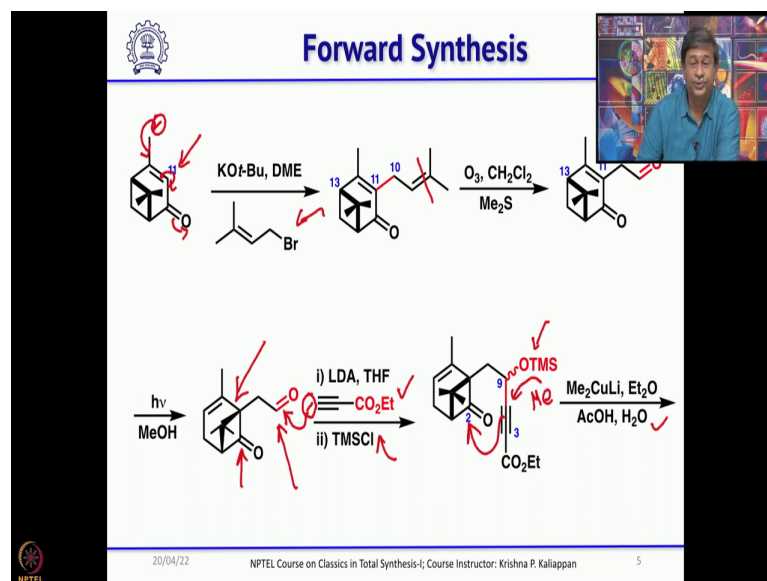 Forward Synthesis
11
O
KOt-Bu, DME
Br
13
11
10
O
O3, CH2Cl2
Me2S
13
O
O
hν
MeOH
O
O
i) LDA, THF
CO2Et
ii) TMSCl
9
OTMS
Me
2
O
3
CO2Et
Me2CuLi, Et2O
AcOH, H2O
20/04/22
NPTEL Course on Classics in Total Synthesis-I; Course Instructor: Krishna P. Kaliappan
5
NPTEL